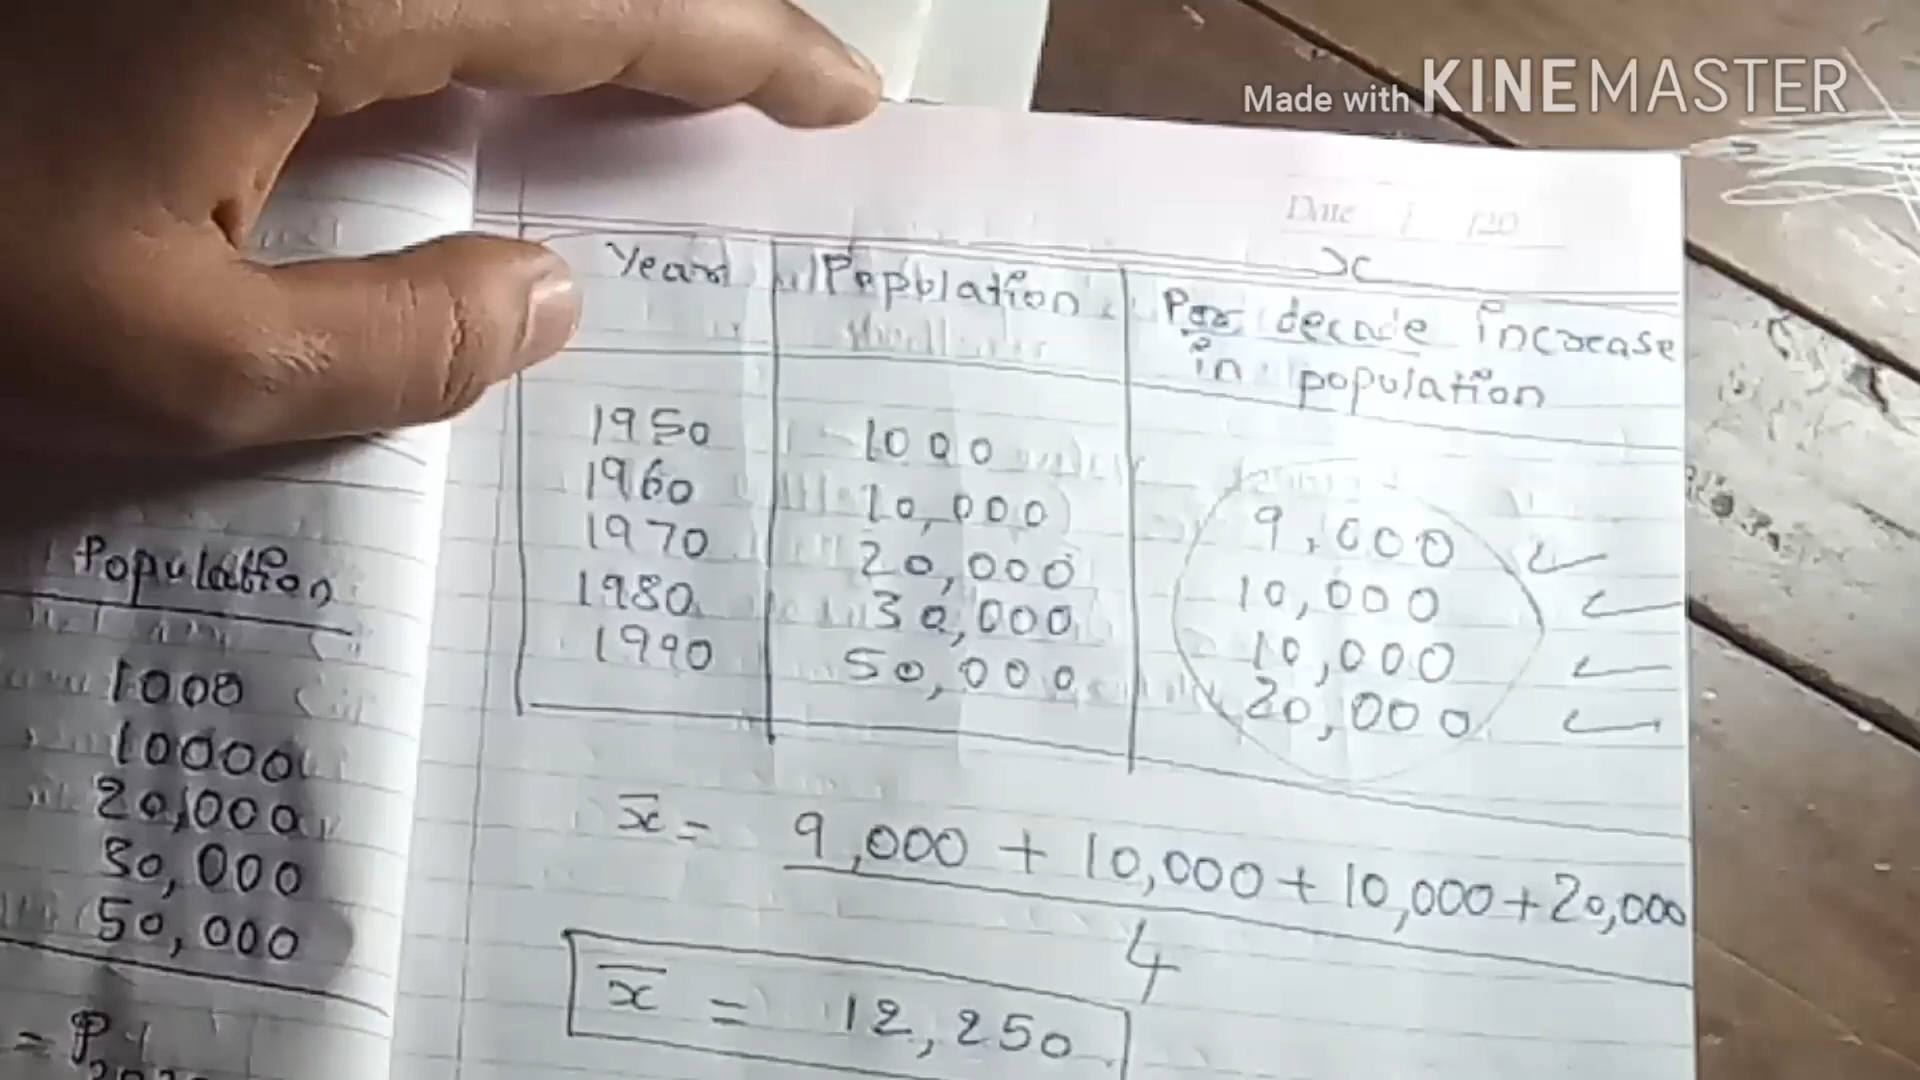 Made with KINEMASTER
Date / /20
x
Year Population Per decade increase
in population
1950 1000
1960 10,000 9,000
1970 20,000 10,000
1980 30,000 10,000
1990 50,000 20,000
x̄ = 9,000 + 10,000 + 10,000 + 20,000
4
x̄ = 12,250
Population
1000
10000
20,000
30,000
50,000
= P